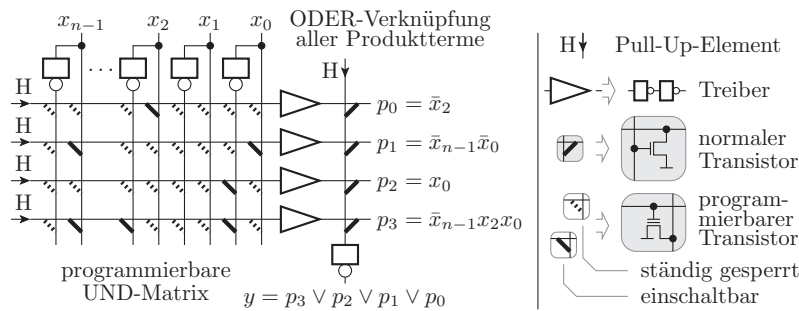 x_{n−1} x_2 x_1 x_0
ODER-Verknüpfung
aller Produktterme
H
...
H
p_0 = x̄_2
H
p_1 = x̄_{n−1}x̄_0
H
p_2 = x_0
H
p_3 = x̄_{n−1}x_2x_0
programmierbare
UND-Matrix
y = p_3 ∨ p_2 ∨ p_1 ∨ p_0
H Pull-Up-Element
Treiber
normaler
Transistor
program-
mierbarer
Transistor
ständig gesperrt
einschaltbar